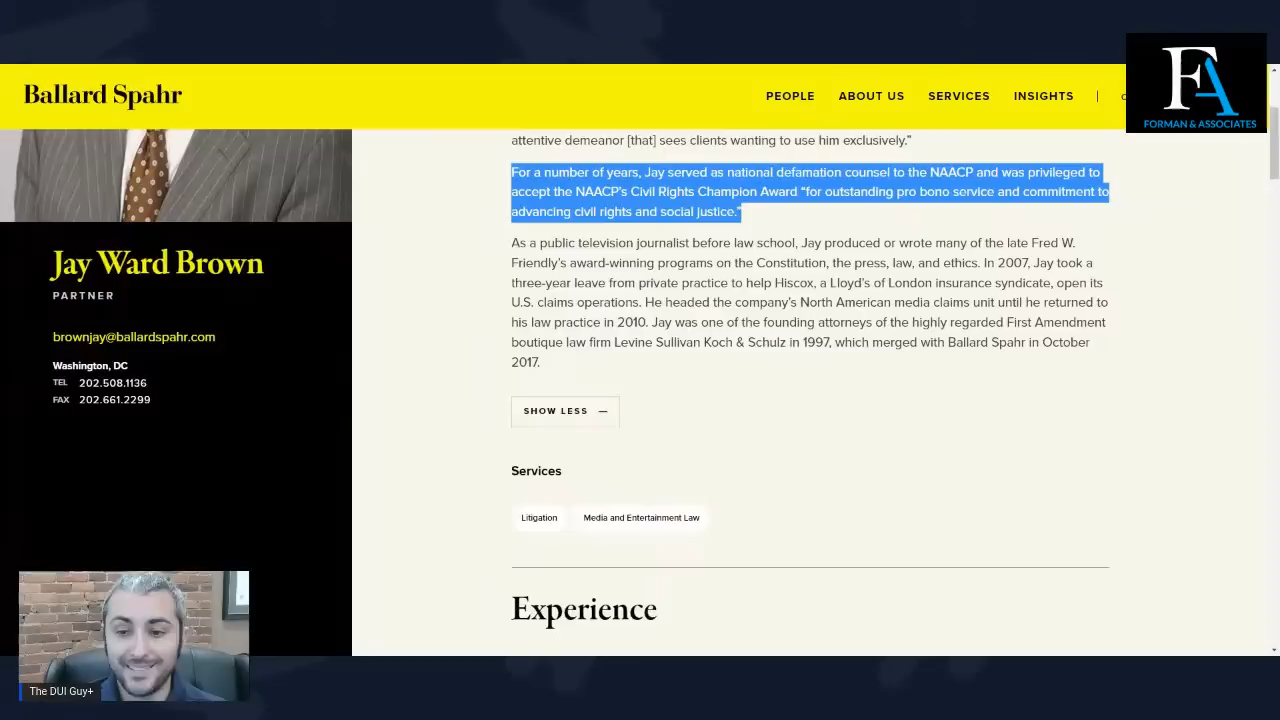 Ballard Spahr
PEOPLE ABOUT US SERVICES INSIGHTS
FA
FORMAN & ASSOCIATES
attentive demeanor [that] sees clients wanting to use him exclusively.”
For a number of years, Jay served as national defamation counsel to the NAACP and was privileged to
accept the NAACP’s Civil Rights Champion Award “for outstanding pro bono service and commitment to
advancing civil rights and social justice.”
As a public television journalist before law school, Jay produced or wrote many of the late Fred W.
Friendly’s award-winning programs on the Constitution, the press, law, and ethics. In 2007, Jay took a
three-year leave from private practice to help Hiscox, a Lloyd’s of London insurance syndicate, open its
U.S. claims operations. He headed the company’s North American media claims unit until he returned to
his law practice in 2010. Jay was one of the founding attorneys of the highly regarded First Amendment
boutique law firm Levine Sullivan Koch & Schulz in 1997, which merged with Ballard Spahr in October
2017.
SHOW LESS —
Services
Litigation Media and Entertainment Law
Experience
Jay Ward Brown
PARTNER
brownjay@ballardspahr.com
Washington, DC
TEL 202.508.1136
FAX 202.661.2299
The DUI Guy+